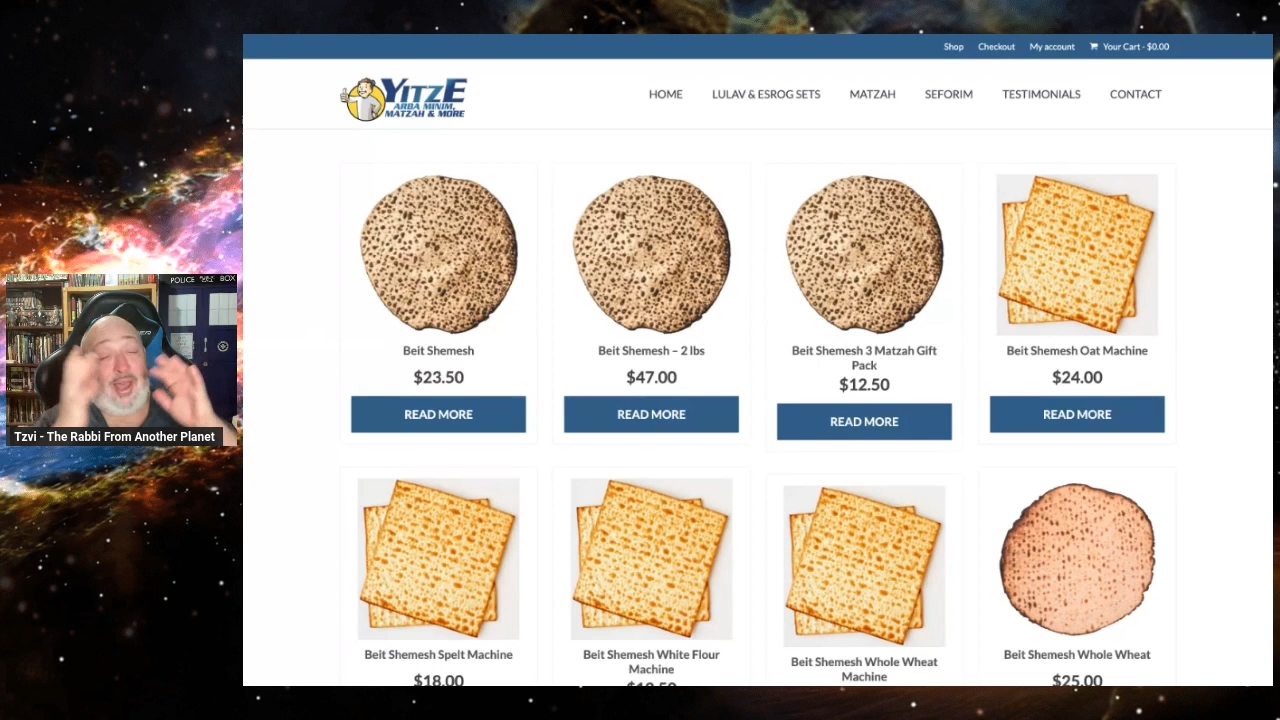 Shop Checkout My account Your Cart - $0.00
YITZE
ARBA MINIM,
MATZAH & MORE
HOME LULAV & ESROG SETS MATZAH SEFORIM TESTIMONIALS CONTACT
Beit Shemesh
$23.50
READ MORE
Beit Shemesh – 2 lbs
$47.00
READ MORE
Beit Shemesh 3 Matzah Gift
Pack
$12.50
READ MORE
Beit Shemesh Oat Machine
$24.00
READ MORE
POLICE BOX
Tzvi - The Rabbi From Another Planet
Beit Shemesh Spelt Machine
$18.00
Beit Shemesh White Flour
Machine
Beit Shemesh Whole Wheat
Machine
Beit Shemesh Whole Wheat
$25.00